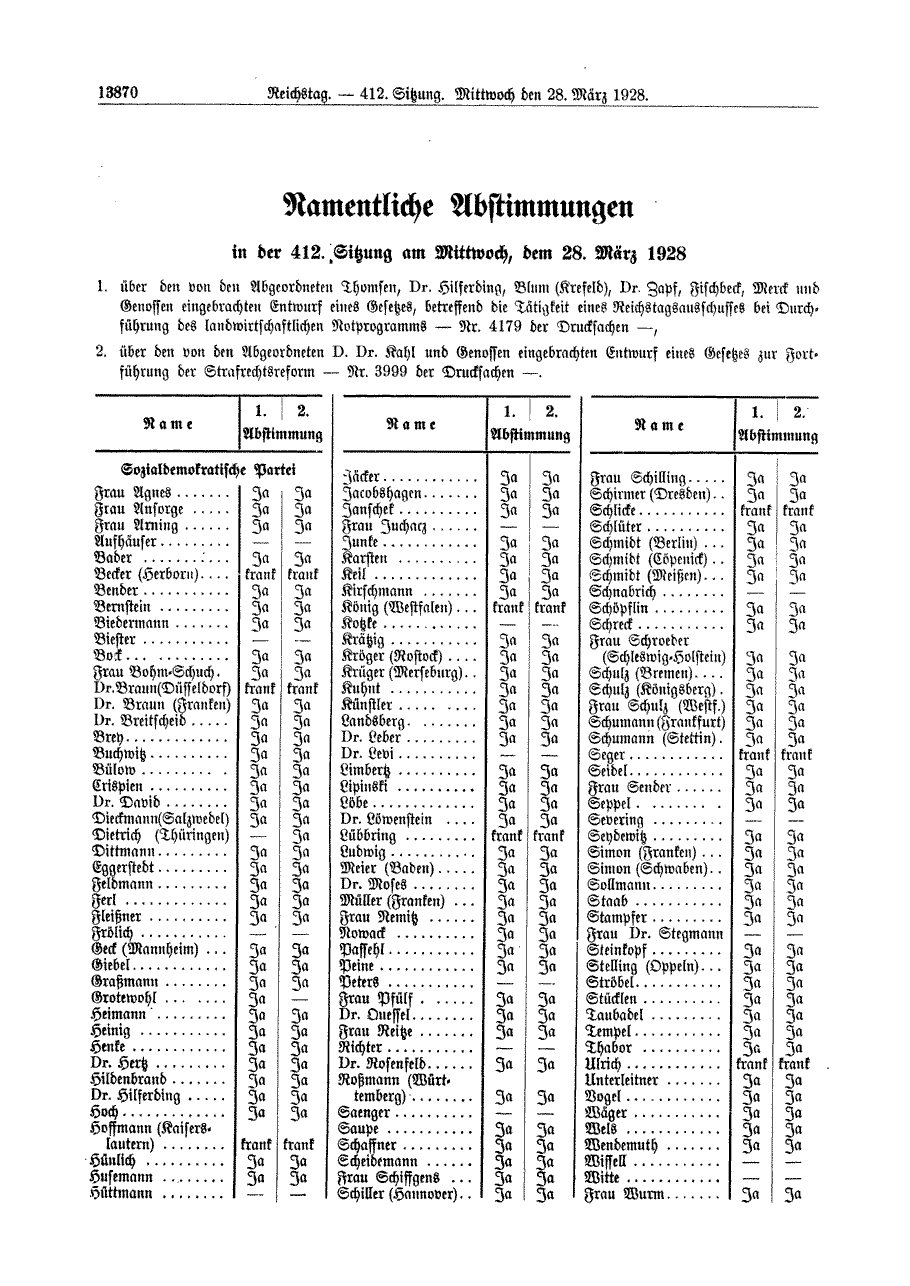 13870 Reichstag. — 412. Sitzung. Mittwoch den 28. März 1928.
Namentliche Abstimmungen
in der 412. Sitzung am Mittwoch, dem 28. März 1928
1. über den von den Abgeordneten Thomsen, Dr. Hilferding, Blum (Krefeld), Dr. Zapf, Fischbeck, Merck und
Genossen eingebrachten Entwurf eines Gesetzes, betreffend die Tätigkeit eines Reichstagsausschusses bei Durch-
führung des landwirtschaftlichen Notprogramms — Nr. 4179 der Drucksachen —,
2. über den von den Abgeordneten D. Dr. Kahl und Genossen eingebrachten Entwurf eines Gesetzes zur Fort-
führung der Strafrechtsreform — Nr. 3999 der Drucksachen —.
Name 1. 2.
Abstimmung
Sozialdemokratische Partei
Frau Agnes ....... Ja Ja
Frau Ansorge ..... Ja Ja
Frau Arning ...... Ja Ja
Aufhäuser ......... — —
Bader ......... Ja Ja
Becker (Herborn).... krank krank
Bender ........... Ja Ja
Bernstein ......... Ja Ja
Biedermann ....... Ja Ja
Biester ........... — —
Bock ............ Ja Ja
Frau Bohm-Schuch. Ja Ja
Dr. Braun (Düsseldorf) krank krank
Dr. Braun (Franken) Ja Ja
Dr. Breitscheid ..... Ja Ja
Brey ............. Ja Ja
Buchwitz .......... Ja Ja
Bülow ......... Ja Ja
Crispien .......... Ja Ja
Dr. David ........ Ja Ja
Dieckmann (Salzwedel) Ja Ja
Dietrich (Thüringen) — Ja
Dittmann ......... Ja Ja
Eggerstedt ......... Ja Ja
Feldmann ......... Ja Ja
Ferl ............. Ja Ja
Fleißner .......... Ja Ja
Frölich ........... — —
Geck (Mannheim) ... Ja Ja
Giebel ............ Ja Ja
Graßmann ........ Ja Ja
Grotewohl ........ Ja —
Heimann ......... Ja Ja
Heinig ........... Ja Ja
Henke ............ Ja Ja
Dr. Hertz ......... Ja Ja
Hildenbrand ....... Ja Ja
Dr. Hilferding ..... Ja Ja
Hoch ............. Ja Ja
Hoffmann (Kaisers-
lautern) ........ krank krank
Hünlich .......... Ja Ja
Husemann ........ Ja Ja
Hüttmann ........ — —
Name 1. 2.
Abstimmung
Jäcker ............ Ja Ja
Jacobshagen ....... Ja Ja
Janschek .......... Ja Ja
Frau Juchacz ...... — —
Junke ............ Ja Ja
Karsten .......... Ja Ja
Keil ............. Ja Ja
Kirschmann ....... Ja Ja
König (Westfalen) ... krank krank
Kotzke ........... — —
Krätzig ........... Ja Ja
Kröger (Rostock) .... Ja Ja
Krüger (Merseburg) .. Ja Ja
Kuhnt ........... Ja Ja
Künstler .......... Ja Ja
Landsberg ........ Ja Ja
Dr. Leber ......... Ja Ja
Dr. Levi .......... — —
Limbertz .......... Ja Ja
Lipinski .......... Ja Ja
Löbe ............. Ja Ja
Dr. Löwenstein .... Ja Ja
Lübbring ......... krank krank
Ludwig ........... Ja Ja
Meier (Baden) ..... Ja Ja
Dr. Moses ........ Ja Ja
Müller (Franken) ... Ja Ja
Frau Nemitz ...... Ja Ja
Nowack .......... — —
Passehl ........... Ja Ja
Peine ............ Ja Ja
Peters ............ — —
Frau Pfülf ....... Ja Ja
Dr. Quessel ........ Ja Ja
Frau Reitze ....... Ja Ja
Richter ........... — —
Dr. Rosenfeld ...... Ja Ja
Roßmann (Würt-
temberg) ........ Ja Ja
Saenger .......... — —
Saupe ........... Ja Ja
Schaffner ......... Ja Ja
Scheidemann ...... Ja Ja
Frau Schiffgens ... Ja Ja
Schiller (Hannover) .. Ja Ja
Name 1. 2.
Abstimmung
Frau Schilling ..... Ja Ja
Schirmer (Dresden) .. Ja Ja
Schlicke ........... krank krank
Schlüter .......... Ja Ja
Schmidt (Berlin) ... Ja Ja
Schmidt (Cöpenick) .. Ja Ja
Schmidt (Meißen) ... Ja Ja
Schnabrich ........ — —
Schöpflin ......... Ja Ja
Schreck ........... Ja Ja
Frau Schroeder
(Schleswig-Holstein) Ja Ja
Schulz (Bremen) .... Ja Ja
Schulz (Königsberg) . Ja Ja
Frau Schulz (Westf.) Ja Ja
Schumann (Frankfurt) Ja Ja
Schumann (Stettin) . Ja Ja
Seger ............ krank krank
Seidel ............ Ja Ja
Frau Sender ...... Ja Ja
Seppel .......... Ja Ja
Severing ......... — —
Seydewitz ......... Ja Ja
Simon (Franken) ... Ja Ja
Simon (Schwaben) .. Ja Ja
Sollmann ......... Ja Ja
Staab ........... Ja Ja
Stampfer ......... Ja Ja
Frau Dr. Stegmann — —
Steinkopf ......... Ja Ja
Stelling (Oppeln) ... Ja Ja
Ströbel ........... Ja Ja
Stücklen .......... Ja Ja
Taubadel ......... Ja Ja
Tempel ........... Ja Ja
Thabor .......... Ja Ja
Ulrich ............ krank krank
Unterleitner ....... Ja Ja
Vogel ............ Ja Ja
Wäger ........... Ja Ja
Wels ............ Ja Ja
Wendemuth ....... Ja Ja
Wissell ........... — —
Witte ............ — —
Frau Wurm ....... Ja Ja